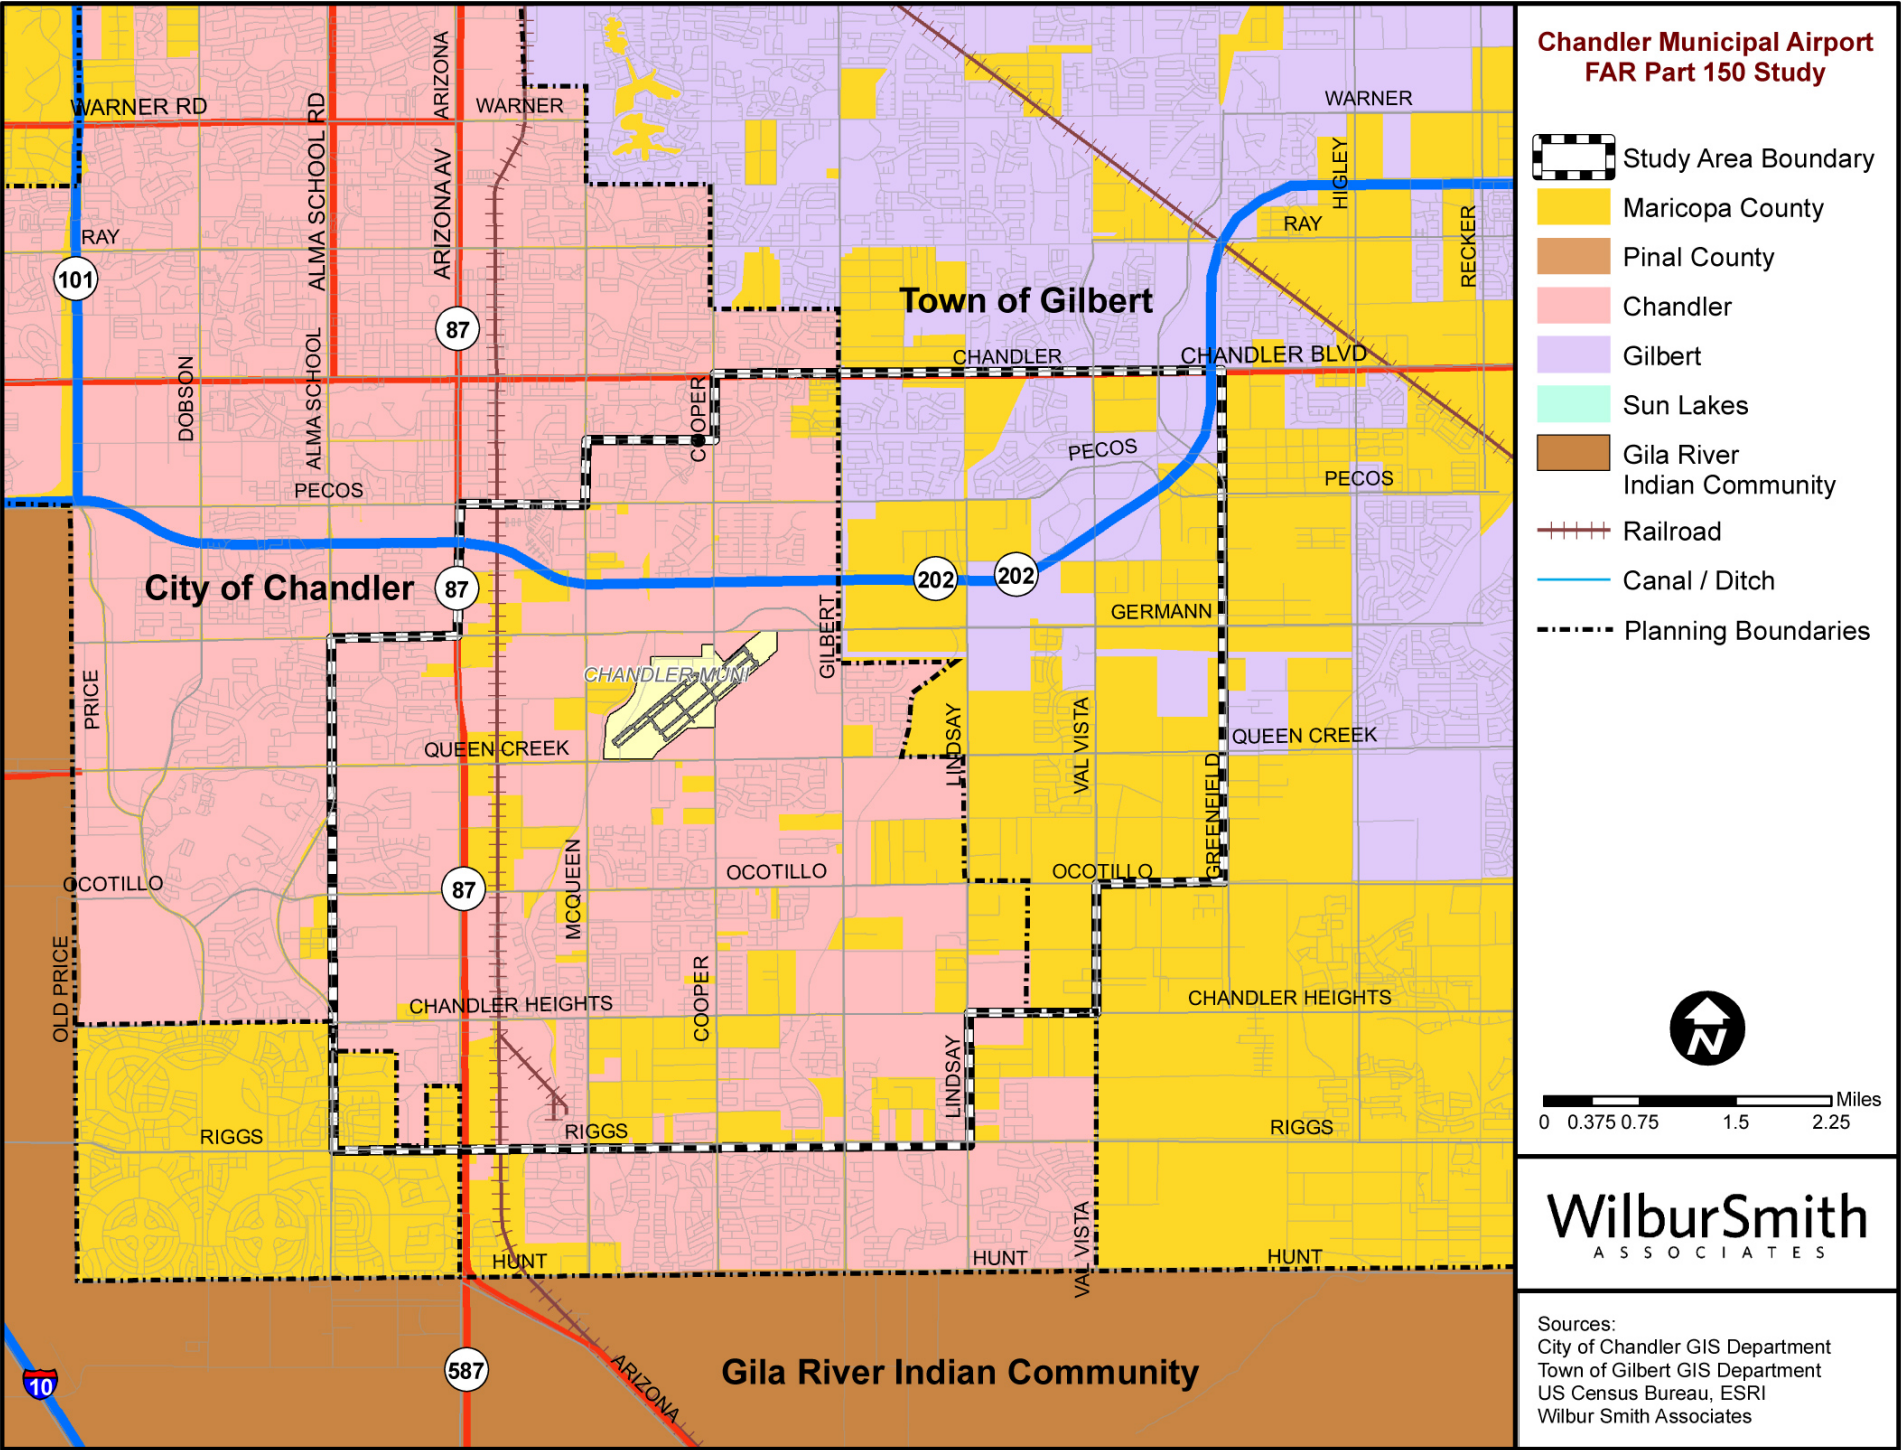 Chandler Municipal Airport
FAR Part 150 Study
Study Area Boundary
Maricopa County
Pinal County
Chandler
Gilbert
Sun Lakes
Gila River
Indian Community
Railroad
Canal / Ditch
Planning Boundaries
N
Miles
0 0.375 0.75 1.5 2.25
WilburSmith
ASSOCIATES
Sources:
City of Chandler GIS Department
Town of Gilbert GIS Department
US Census Bureau, ESRI
Wilbur Smith Associates
ARIZONA
WARNER RD
WARNER
WARNER
ALMA SCHOOL RD
ARIZONA AV
HIGLEY
RAY
RAY
RECKER
101
87
Town of Gilbert
CHANDLER
CHANDLER BLVD
DOBSON
ALMA SCHOOL
COOPER
PECOS
PECOS
PECOS
City of Chandler
87
202
202
GERMANN
GILBERT
CHANDLER MUNI
PRICE
LINDSAY
VAL VISTA
QUEEN CREEK
QUEEN CREEK
GREENFIELD
OCOTILLO
87
MCQUEEN
OCOTILLO
OCOTILLO
OLD PRICE
COOPER
CHANDLER HEIGHTS
CHANDLER HEIGHTS
LINDSAY
RIGGS
RIGGS
RIGGS
VAL VISTA
HUNT
HUNT
HUNT
10
587
ARIZONA
Gila River Indian Community